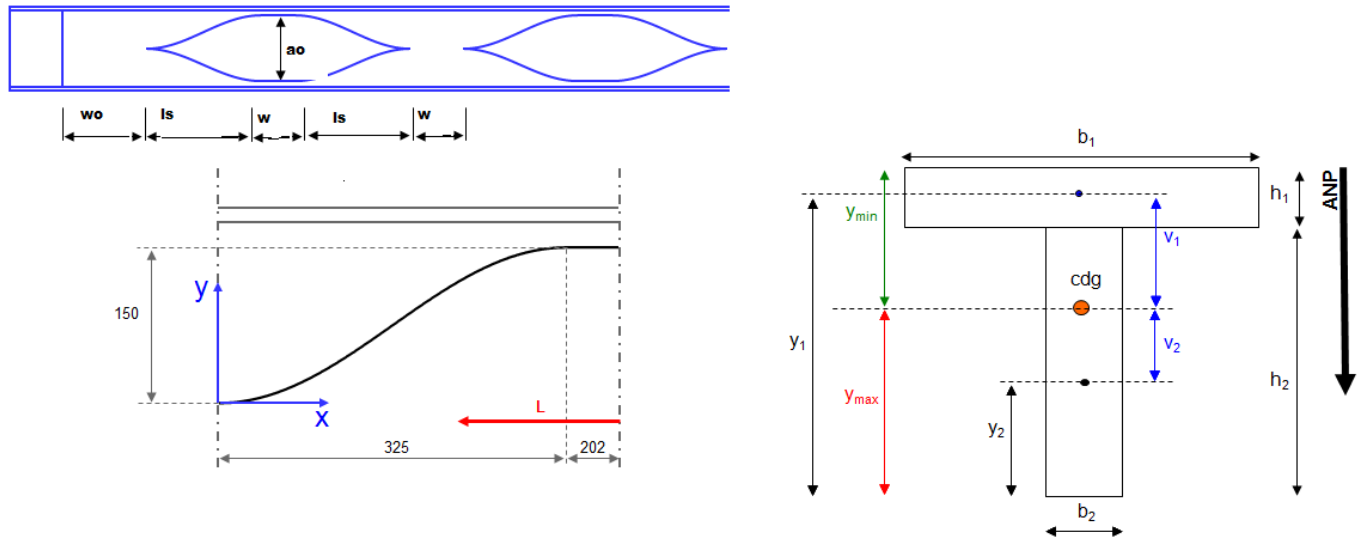 ao
wo
ls
w
ls
w
150
y
x
L
325
202
b₁
h₁
ANP
yₘᵢₙ
v₁
cdg
y₁
v₂
h₂
yₘₐₓ
y₂
b₂